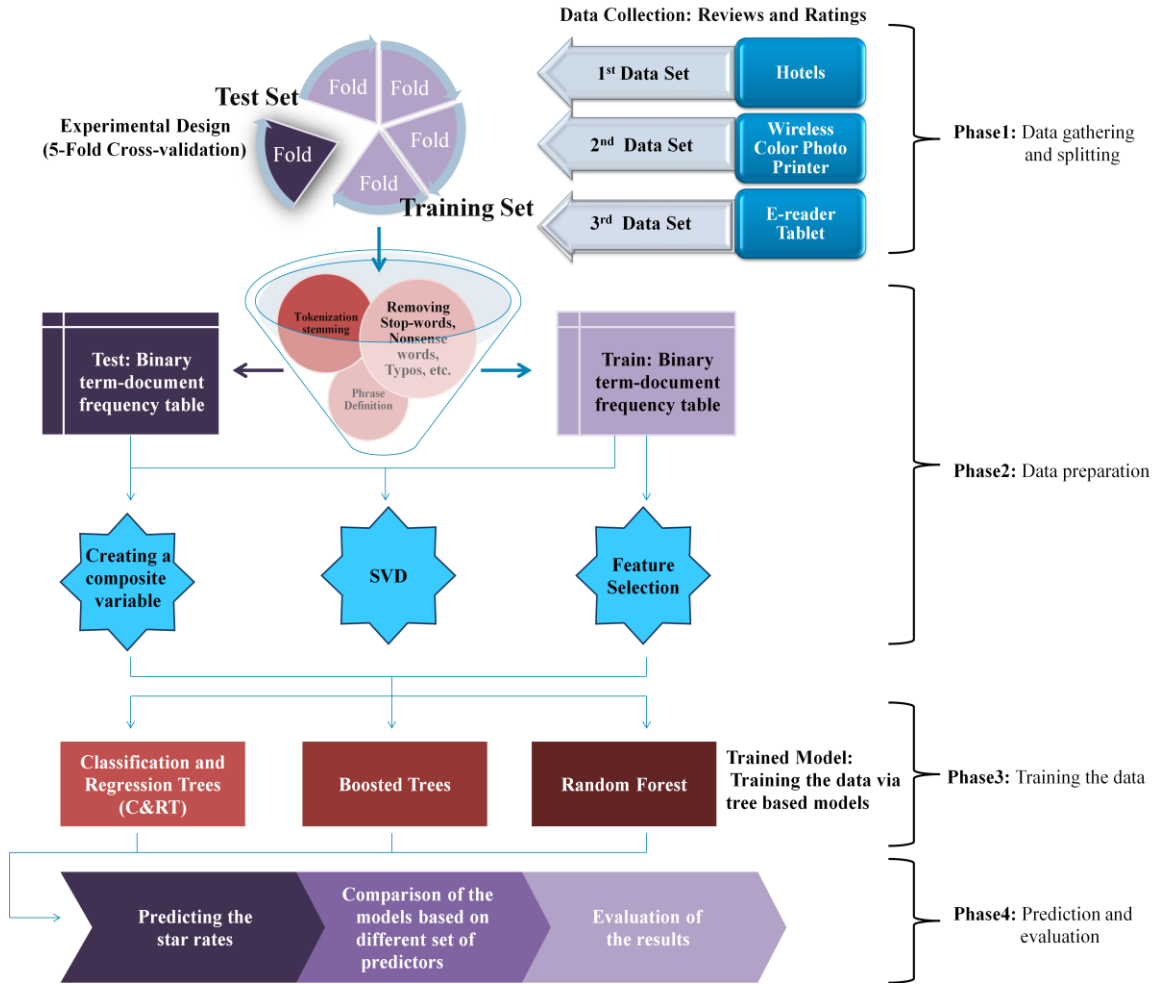 Data Collection: Reviews and Ratings
Fold
Fold
Fold
Fold
Fold
Test Set
Experimental Design
(5-Fold Cross-validation)
Training Set
1st Data Set
Hotels
2nd Data Set
Wireless
Color Photo
Printer
3rd Data Set
E-reader
Tablet
Phase1: Data gathering
and splitting
Tokenization
stemming
Removing
Stop-words,
Nonsense
words,
Typos, etc.
Phrase
Definition
Test: Binary
term-document
frequency table
Train: Binary
term-document
frequency table
Phase2: Data preparation
Creating a
composite
variable
SVD
Feature
Selection
Classification and
Regression Trees
(C&RT)
Boosted Trees
Random Forest
Trained Model:
Training the data via
tree based models
Phase3: Training the data
Predicting the
star rates
Comparison of the
models based on
different set of
predictors
Evaluation of
the results
Phase4: Prediction and
evaluation